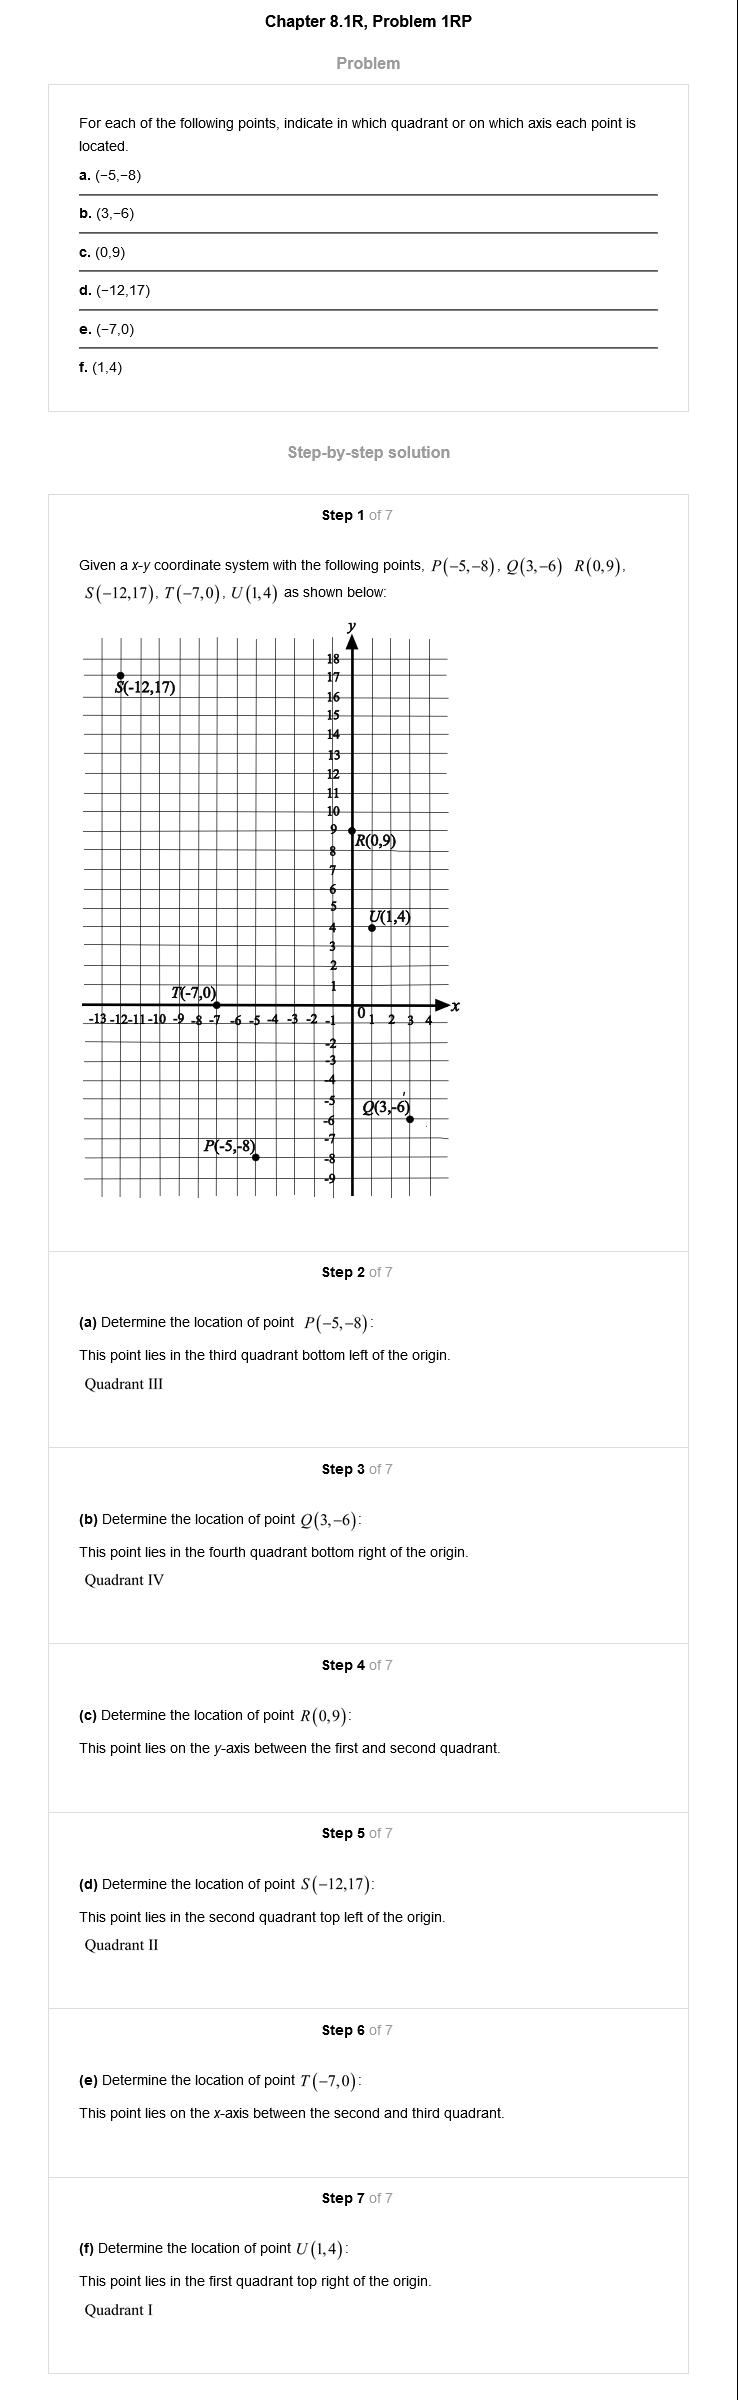 Chapter 8.1R, Problem 1RP
Problem
For each of the following points, indicate in which quadrant or on which axis each point is
located.
a. (−5,−8)
b. (3,−6)
c. (0,9)
d. (−12,17)
e. (−7,0)
f. (1,4)
Step-by-step solution
Step 1 of 7
Given a x-y coordinate system with the following points, P(−5,−8), Q(3,−6) R(0,9),
S(−12,17), T(−7,0), U(1,4) as shown below:
y
18
17
S(-12,17)
16
15
14
13
12
11
10
9
R(0,9)
8
7
6
5
U(1,4)
4
3
2
1
T(-7,0)
x
0
-13 -12 -11 -10 -9 -8 -7 -6 -5 -4 -3 -2 -1 1 2 3 4
-2
-3
-4
-5
Q(3,-6)
-6
-7
P(-5,-8)
-8
-9
Step 2 of 7
(a) Determine the location of point P(−5,−8):
This point lies in the third quadrant bottom left of the origin.
Quadrant III
Step 3 of 7
(b) Determine the location of point Q(3,−6):
This point lies in the fourth quadrant bottom right of the origin.
Quadrant IV
Step 4 of 7
(c) Determine the location of point R(0,9):
This point lies on the y-axis between the first and second quadrant.
Step 5 of 7
(d) Determine the location of point S(−12,17):
This point lies in the second quadrant top left of the origin.
Quadrant II
Step 6 of 7
(e) Determine the location of point T(−7,0):
This point lies on the x-axis between the second and third quadrant.
Step 7 of 7
(f) Determine the location of point U(1,4):
This point lies in the first quadrant top right of the origin.
Quadrant I